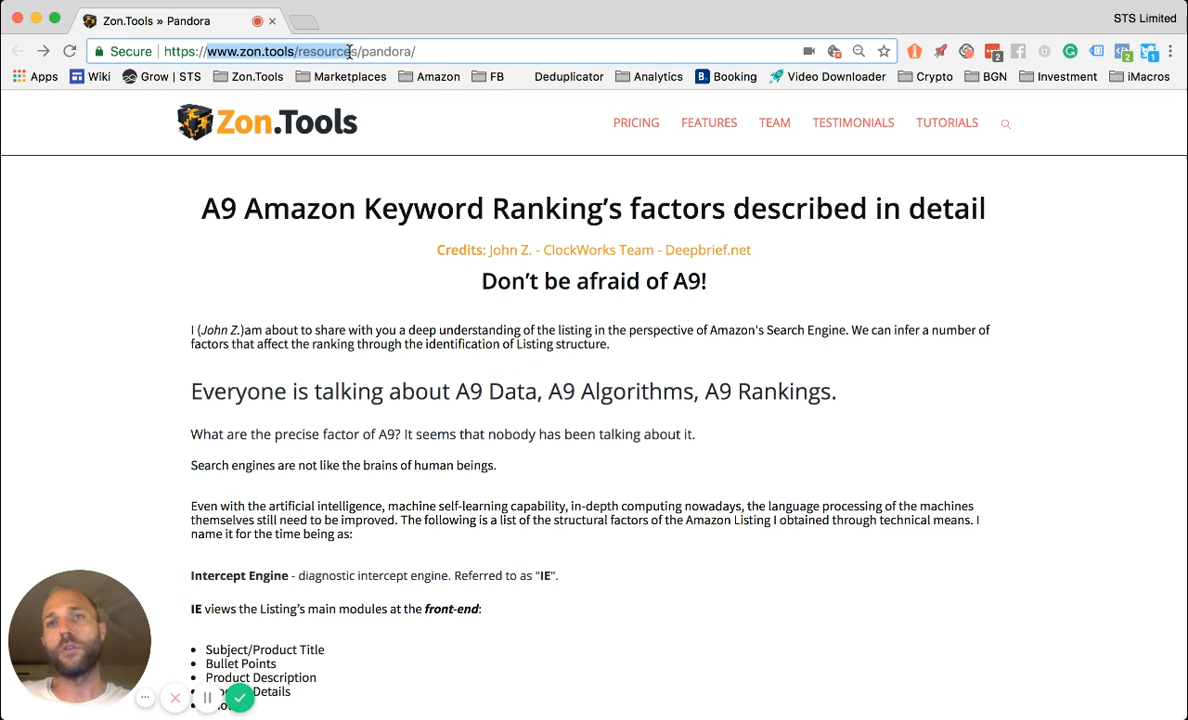 Zon.Tools » Pandora
STS Limited
Secure https://www.zon.tools/resources/pandora/
Apps Wiki Grow | STS Zon.Tools Marketplaces Amazon FB Deduplicator Analytics Booking Video Downloader Crypto BGN Investment iMacros
Zon.Tools PRICING FEATURES TEAM TESTIMONIALS TUTORIALS
A9 Amazon Keyword Ranking's factors described in detail
Credits: John Z. - ClockWorks Team - Deepbrief.net
Don't be afraid of A9!
I (John Z.)am about to share with you a deep understanding of the listing in the perspective of Amazon's Search Engine. We can infer a number of
factors that affect the ranking through the identification of Listing structure.
Everyone is talking about A9 Data, A9 Algorithms, A9 Rankings.
What are the precise factor of A9? It seems that nobody has been talking about it.
Search engines are not like the brains of human beings.
Even with the artificial intelligence, machine self-learning capability, in-depth computing nowadays, the language processing of the machines
themselves still need to be improved. The following is a list of the structural factors of the Amazon Listing I obtained through technical means. I
name it for the time being as:
Intercept Engine - diagnostic intercept engine. Referred to as "IE".
IE views the Listing's main modules at the front-end:
• Subject/Product Title
• Bullet Points
• Product Description
Details